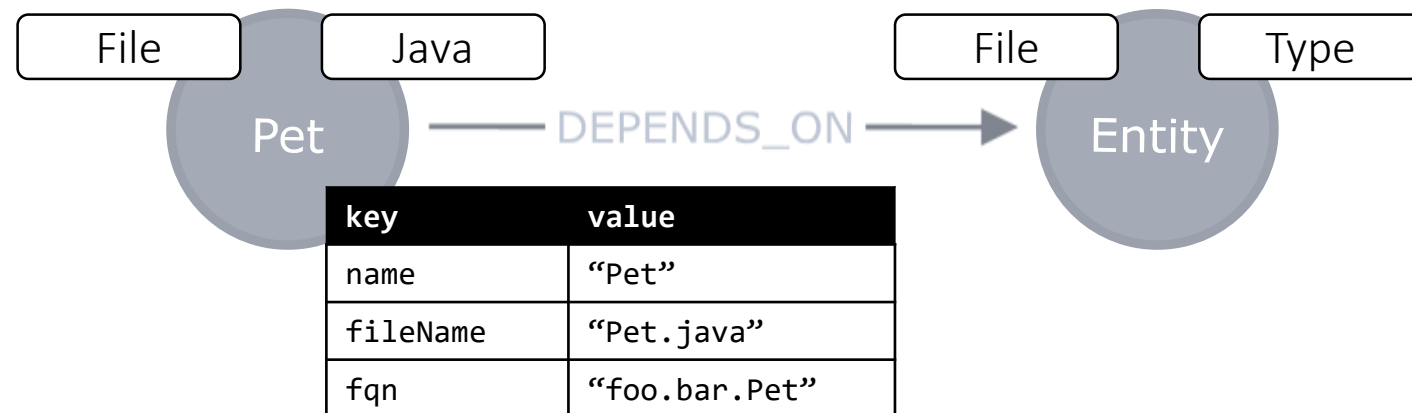 File Java File Type
Pet DEPENDS_ON Entity
key value
name “Pet”
fileName “Pet.java”
fqn “foo.bar.Pet”